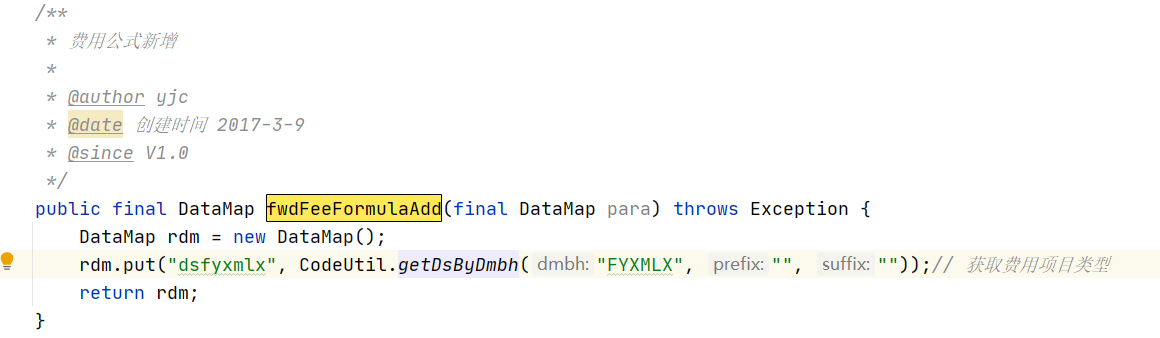 /**
 * 费用公式新增
 *
 * @author yjc
 * @date 创建时间 2017-3-9
 * @since V1.0
 */
public final DataMap fwdFeeFormulaAdd(final DataMap para) throws Exception {
    DataMap rdm = new DataMap();
    rdm.put("dsfyxmlx", CodeUtil.getDsByDmbh( dmbh: "FYXMLX", prefix: "", suffix: ""));// 获取费用项目类型
    return rdm;
}